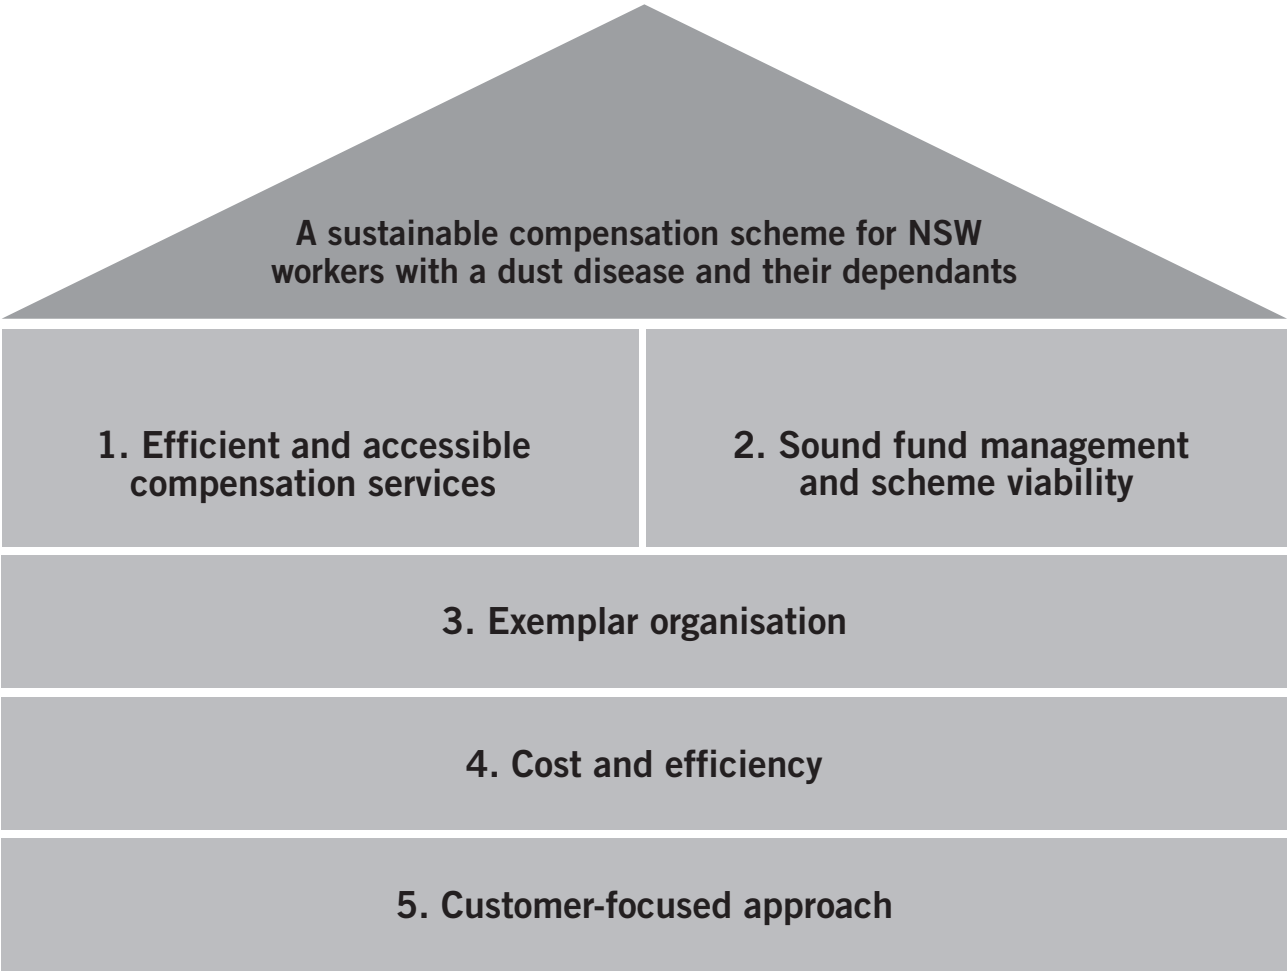 A sustainable compensation scheme for NSW
workers with a dust disease and their dependants
1. Efficient and accessible
compensation services
2. Sound fund management
and scheme viability
3. Exemplar organisation
4. Cost and efficiency
5. Customer-focused approach